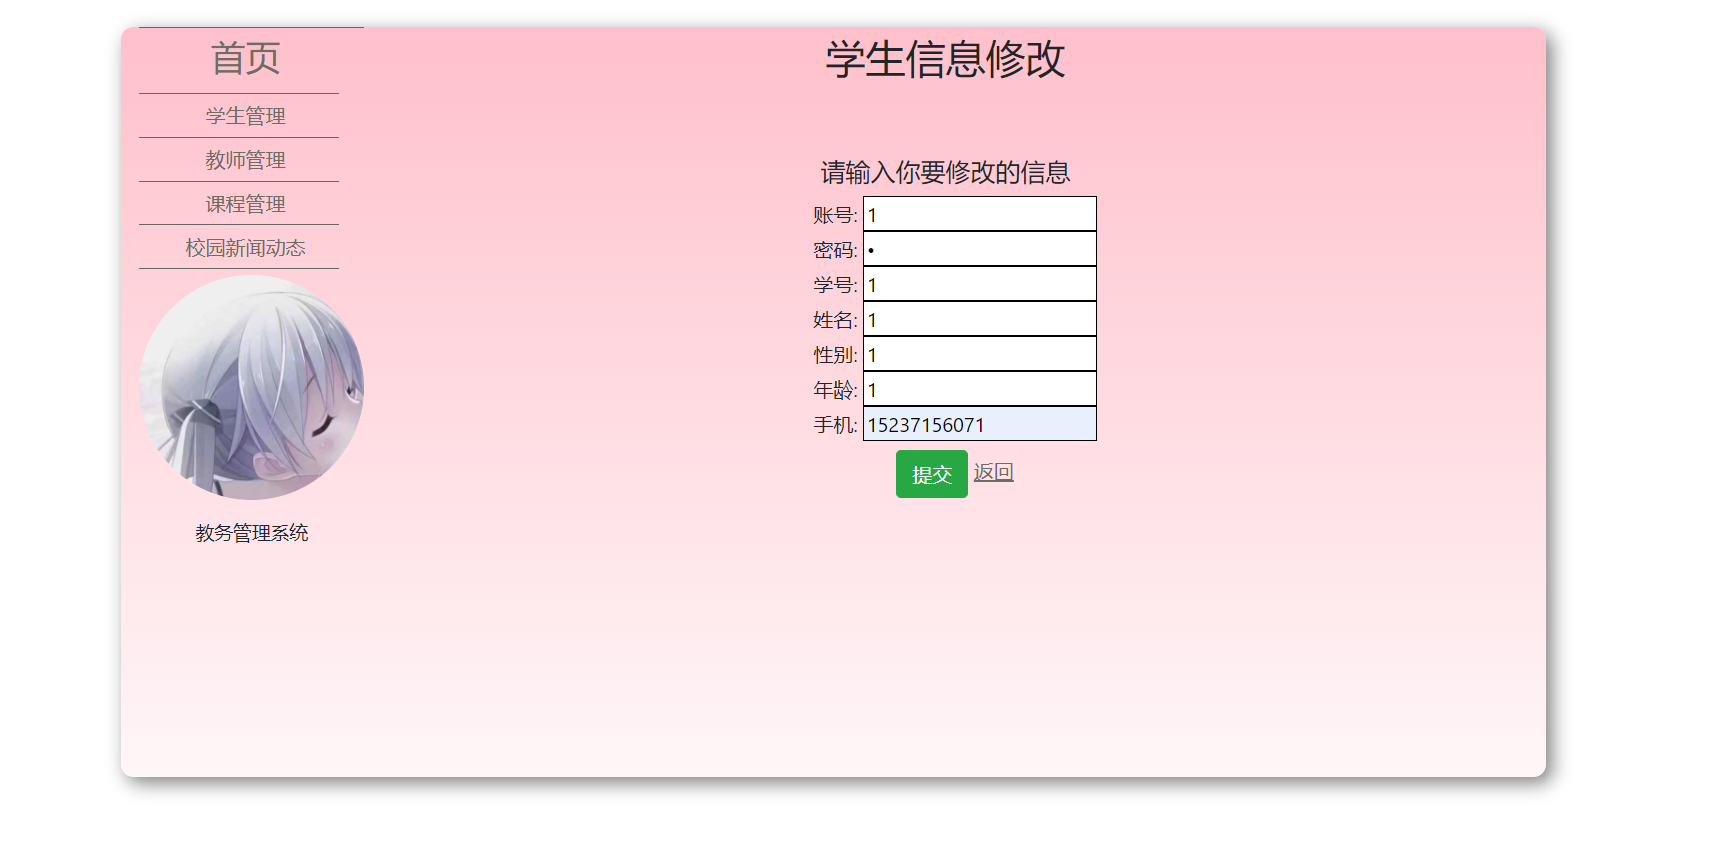 首页
学生管理
教师管理
课程管理
校园新闻动态
教务管理系统
学生信息修改
请输入你要修改的信息
账号: 1
密码: •
学号: 1
姓名: 1
性别: 1
年龄: 1
手机: 15237156071
提交 返回